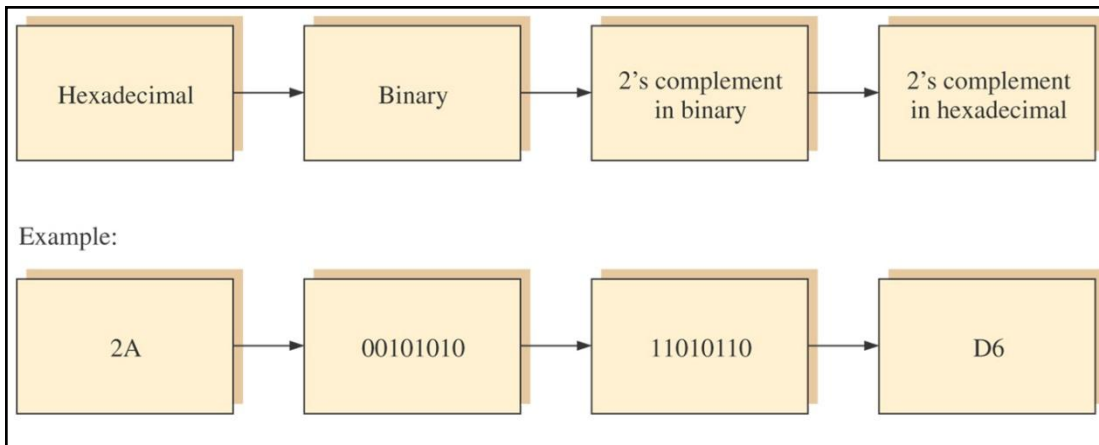 Hexadecimal
Binary
2’s complement
in binary
2’s complement
in hexadecimal
Example:
2A
00101010
11010110
D6